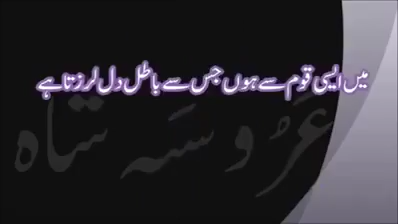 میں ایسی قوم سے ہوں جس سے باطل دل لرزتا ہے
عروسہ شاہ